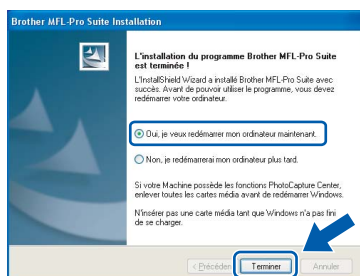 Brother MFL-Pro Suite Installation
L'installation du programme Brother MFL-Pro Suite
est terminée !
L'InstallShield Wizard a installé Brother MFL-Pro Suite avec
succès. Avant de pouvoir utiliser le programme, vous devez
redémarrer votre ordinateur.
Oui, je veux redémarrer mon ordinateur maintenant.
Non, je redémarrerai mon ordinateur plus tard.
Si votre Machine possède les fonctions PhotoCapture Center,
enlever toutes les cartes média avant de redémarrer Windows.
N'insérer pas une carte média tant que Windows n'a pas fini
de se charger.
< Précéden
Terminer
Annuler